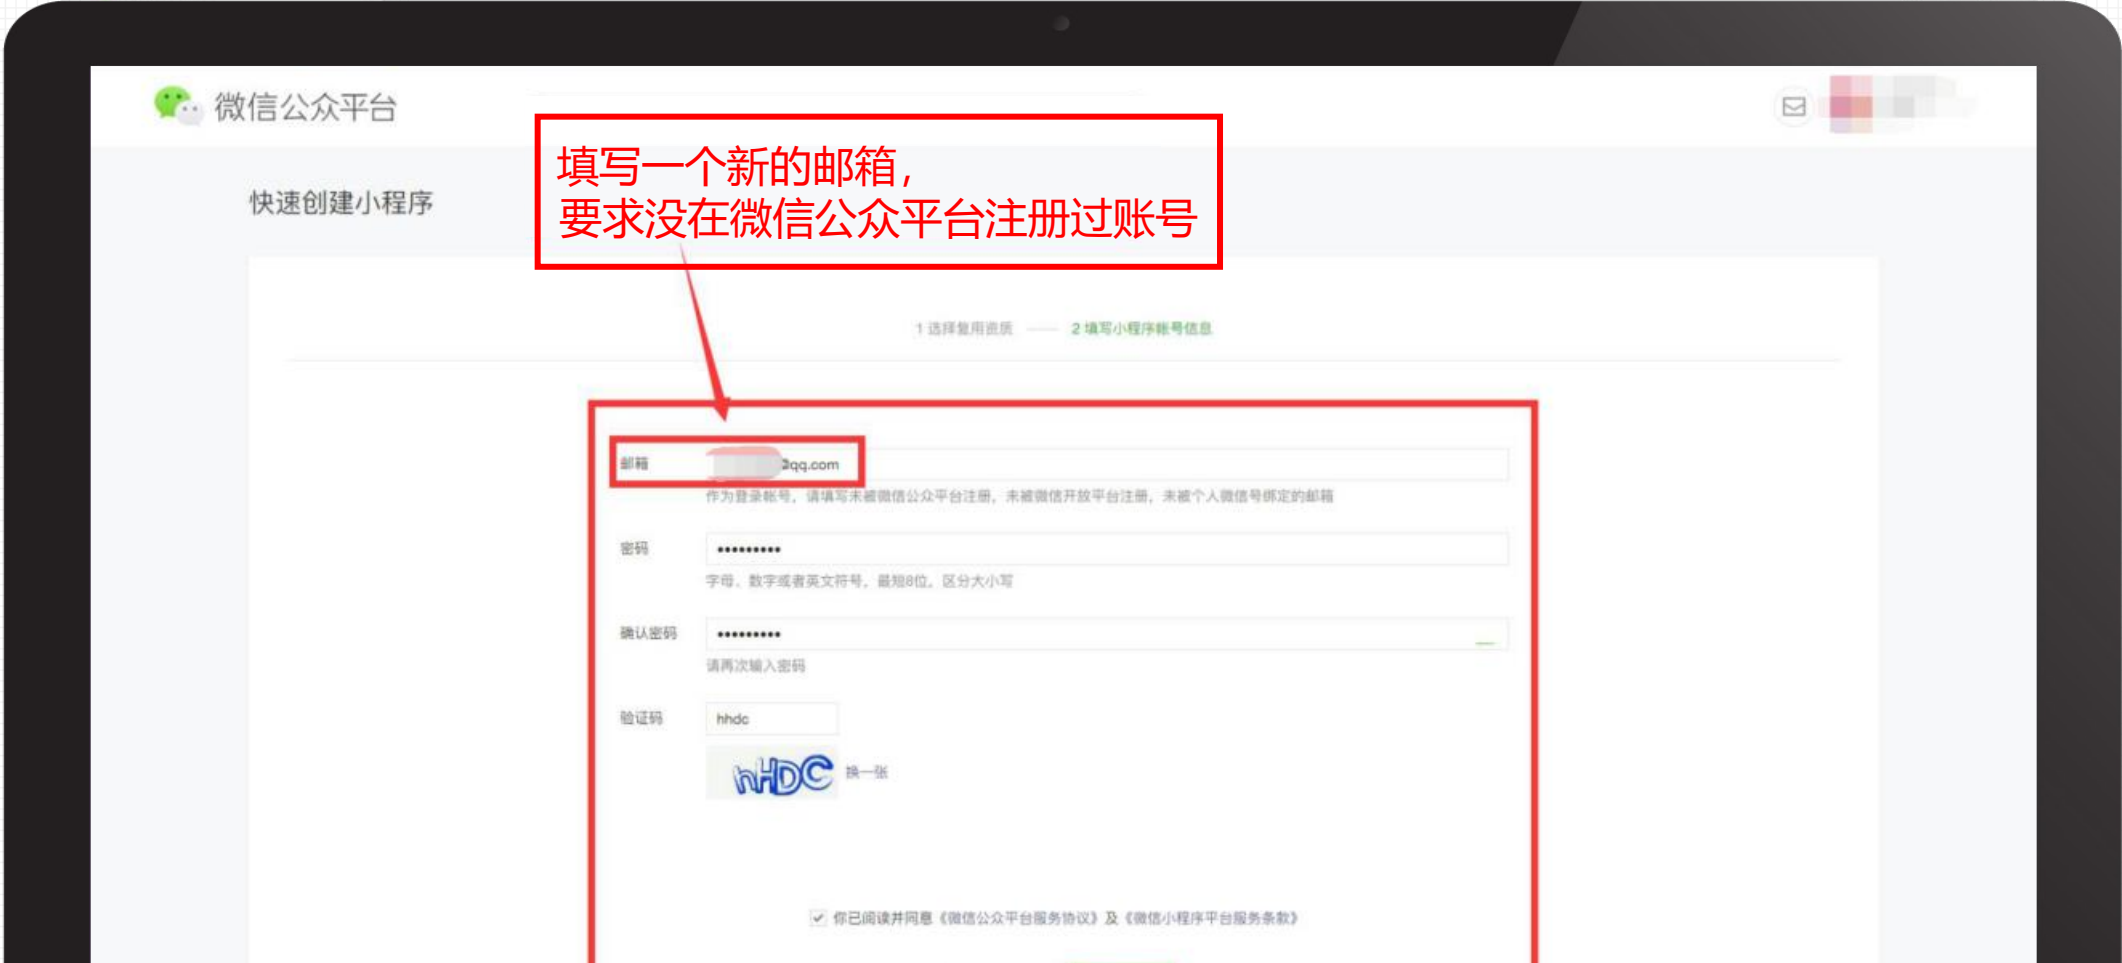 微信公众平台
填写一个新的邮箱，
要求没在微信公众平台注册过账号
快速创建小程序
1 选择复用资质 —— 2 填写小程序帐号信息
邮箱 @qq.com
作为登录帐号，请填写未被微信公众平台注册，未被微信开放平台注册，未被个人微信号绑定的邮箱
密码 •••••••••
字母、数字或者英文符号，最短8位，区分大小写
确认密码 •••••••••
请再次输入密码
验证码 hhdc
hHDC 换一张
你已阅读并同意《微信公众平台服务协议》及《微信小程序平台服务条款》